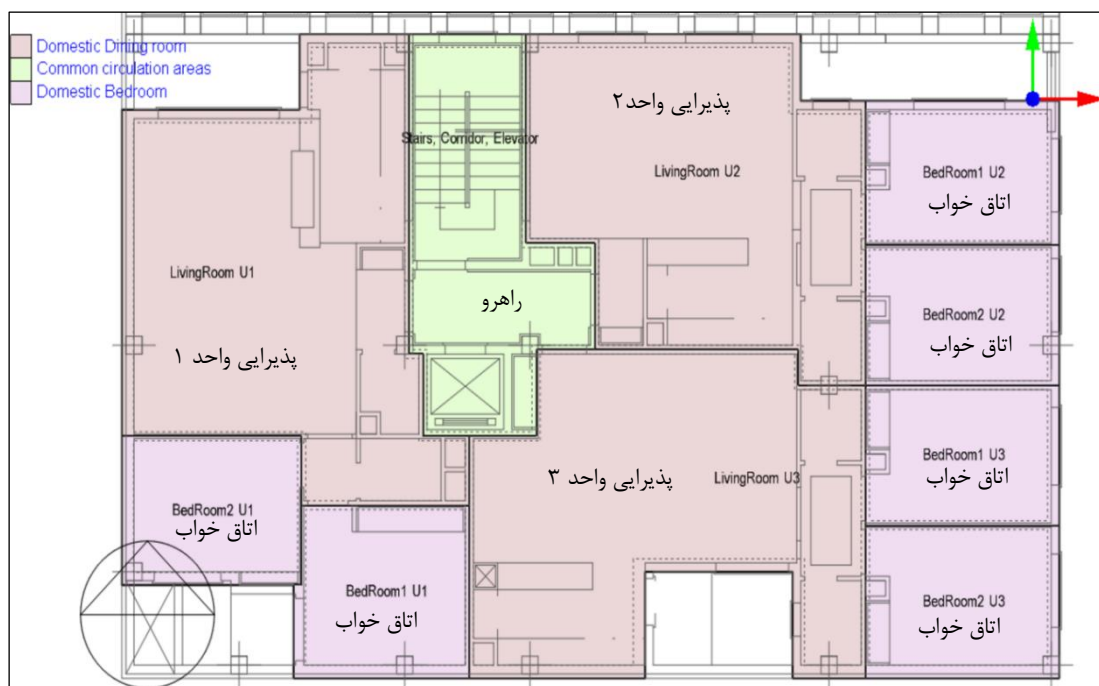 Domestic Dining room
Common circulation areas
Domestic Bedroom
پذیرایی واحد۲
Stairs, Corridor, Elevator
LivingRoom U2
BedRoom1 U2
اتاق خواب
LivingRoom U1
راهرو
BedRoom2 U2
اتاق خواب
پذیرایی واحد ۱
BedRoom1 U3
اتاق خواب
پذیرایی واحد ۳
LivingRoom U3
BedRoom2 U1
اتاق خواب
BedRoom1 U1
اتاق خواب
BedRoom2 U3
اتاق خواب